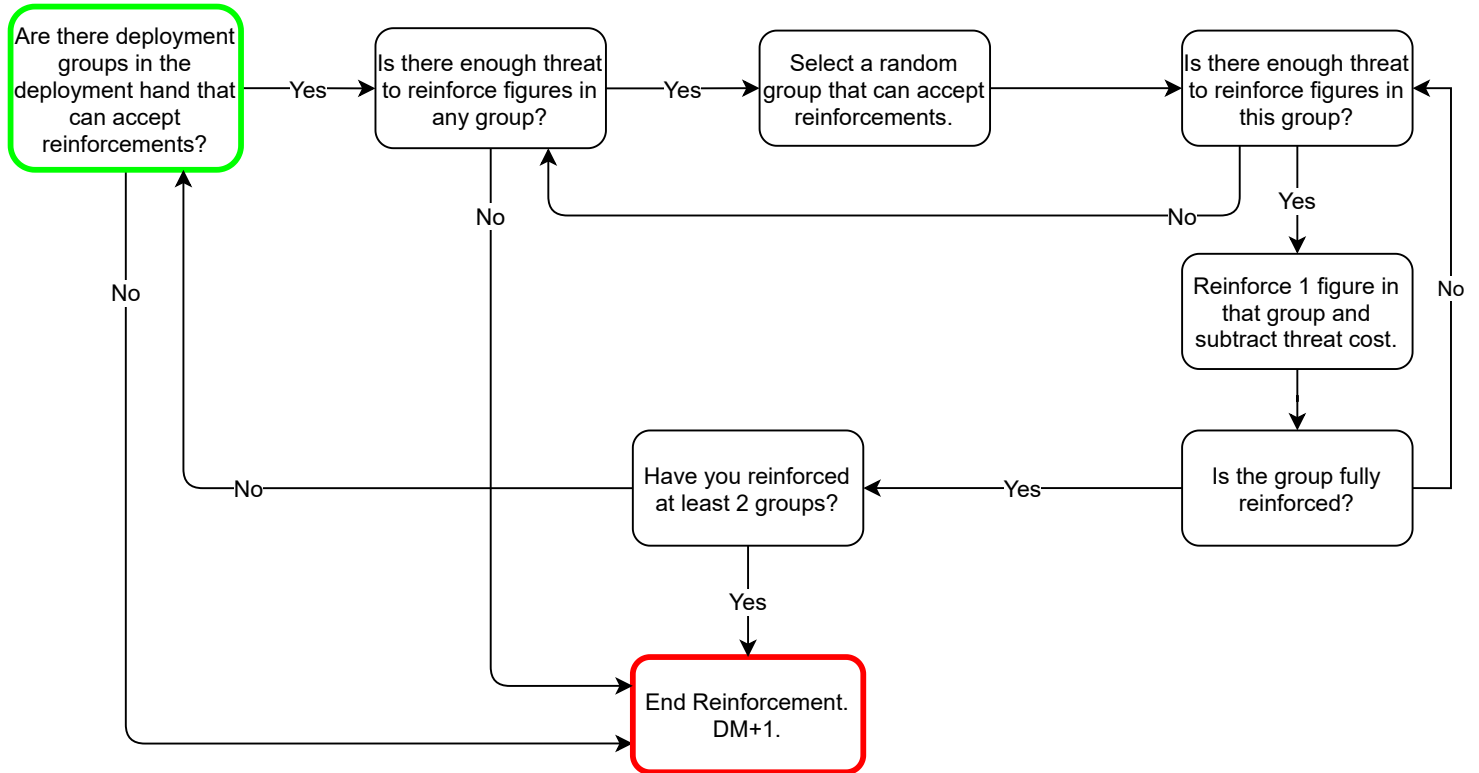 Are there deployment
groups in the
deployment hand that
can accept
reinforcements?
Yes
Is there enough threat
to reinforce figures in
any group?
Yes
Select a random
group that can accept
reinforcements.
Is there enough threat
to reinforce figures in
this group?
No
No
Yes
No
Reinforce 1 figure in
that group and
subtract threat cost.
No
Have you reinforced
at least 2 groups?
Yes
Is the group fully
reinforced?
No
Yes
End Reinforcement.
DM+1.